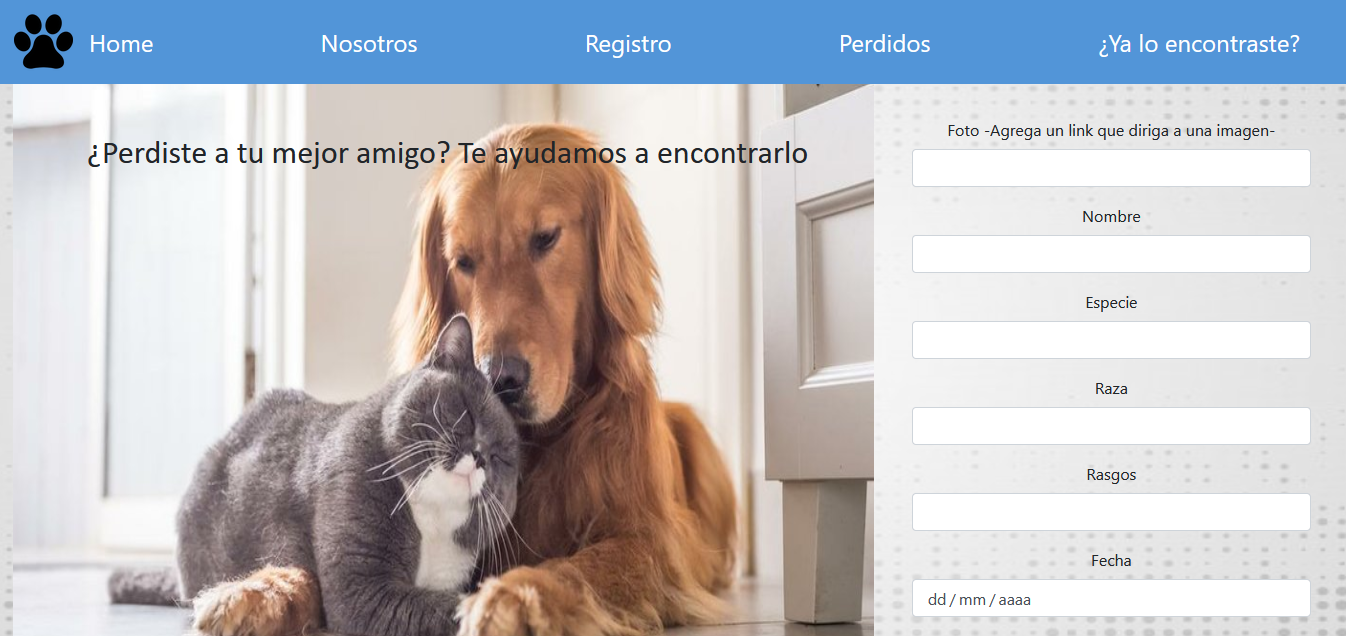 Home Nosotros Registro Perdidos ¿Ya lo encontraste?
¿Perdiste a tu mejor amigo? Te ayudamos a encontrarlo
Foto -Agrega un link que diriga a una imagen-
Nombre
Especie
Raza
Rasgos
Fecha
dd / mm / aaaa